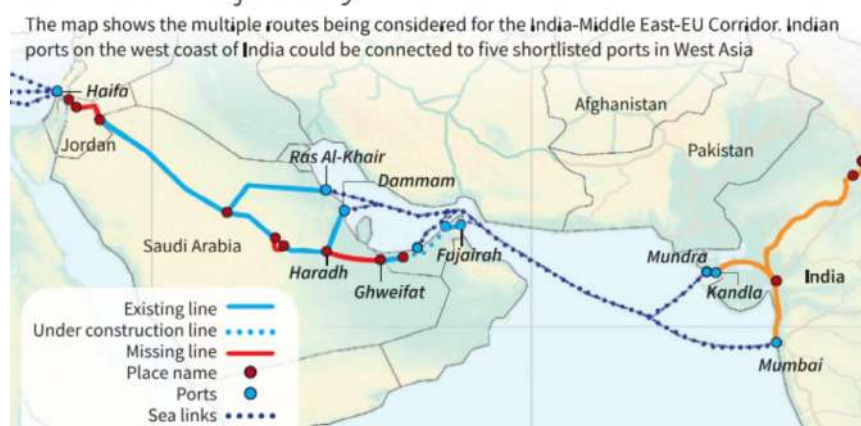 The map shows the multiple routes being considered for the India-Middle East-EU Corridor. Indian
ports on the west coast of India could be connected to five shortlisted ports in West Asia
Haifa
Afghanistan
Jordan
Pakistan
Ras Al-Khair
Dammam
Saudi Arabia
Haradh
Fujairah
Mundra
India
Ghweifat
Kandla
Existing line
Under construction line
Missing line
Mumbai
Place name
Ports
Sea links